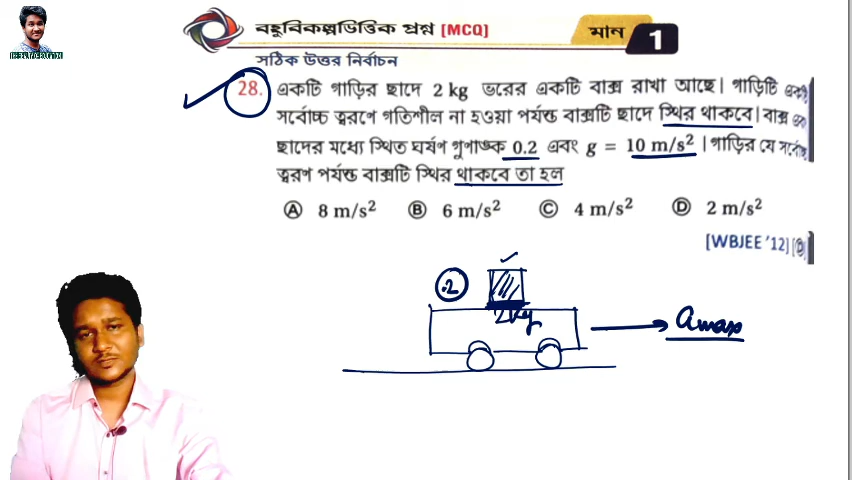 বহুবিকল্পভিত্তিক প্রশ্ন [MCQ]
মান 1
সঠিক উত্তর নির্বাচন
28. একটি গাড়ির ছাদে 2 kg ভরের একটি বাক্স রাখা আছে। গাড়িটি
সর্বোচ্চ ত্বরণে গতিশীল না হওয়া পর্যন্ত বাক্সটি ছাদে স্থির থাকবে। বাক্স
ছাদের মধ্যে স্থিত ঘর্ষণ গুণাঙ্ক 0.2 এবং g = 10 m/s² । গাড়ির যে সর্বোচ্চ
ত্বরণ পর্যন্ত বাক্সটি স্থির থাকবে তা হল
Ⓐ 8 m/s² Ⓑ 6 m/s² Ⓒ 4 m/s² Ⓓ 2 m/s²
[WBJEE '12]
.2
2kg
amax